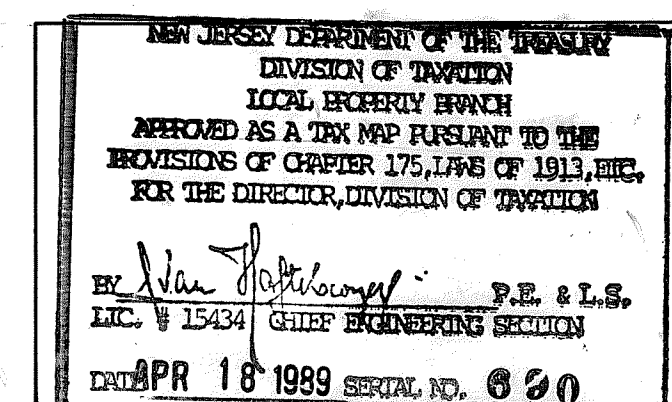 NEW JERSEY DEPARTMENT OF THE TREASURY
DIVISION OF TAXATION
LOCAL PROPERTY BRANCH
APPROVED AS A TAX MAP PURSUANT TO THE
PROVISIONS OF CHAPTER 175, LAWS OF 1913, ETC.
FOR THE DIRECTOR, DIVISION OF TAXATION
BY Ivan P.E. & L.S.
LIC. # 15434 CHIEF ENGINEERING SECTION
DATE APR 18 1989 SERIAL NO. 690